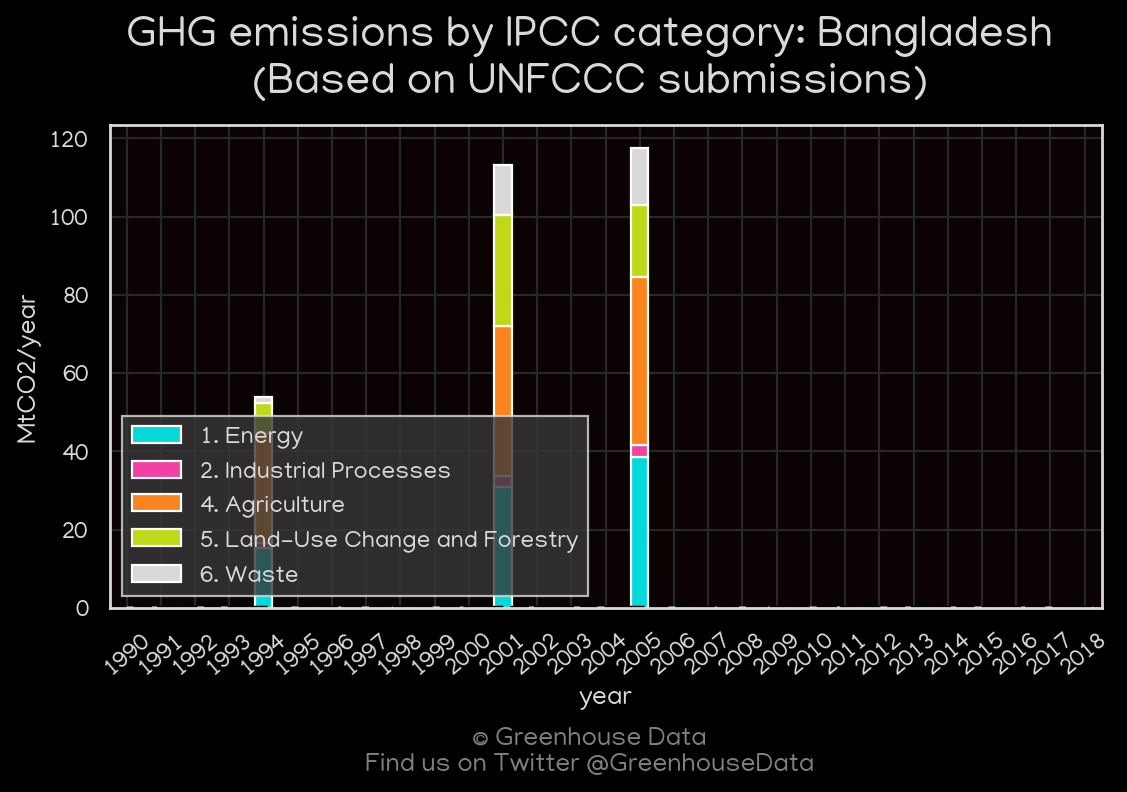 GHG emissions by IPCC category: Bangladesh
(Based on UNFCCC submissions)
120
100
80
60
40
20
0
MtCO2/year
1. Energy
2. Industrial Processes
4. Agriculture
5. Land-Use Change and Forestry
6. Waste
1990 1991 1992 1993 1994 1995 1996 1997 1998 1999 2000 2001 2002 2003 2004 2005 2006 2007 2008 2009 2010 2011 2012 2013 2014 2015 2016 2017 2018
year
© Greenhouse Data
Find us on Twitter @GreenhouseData